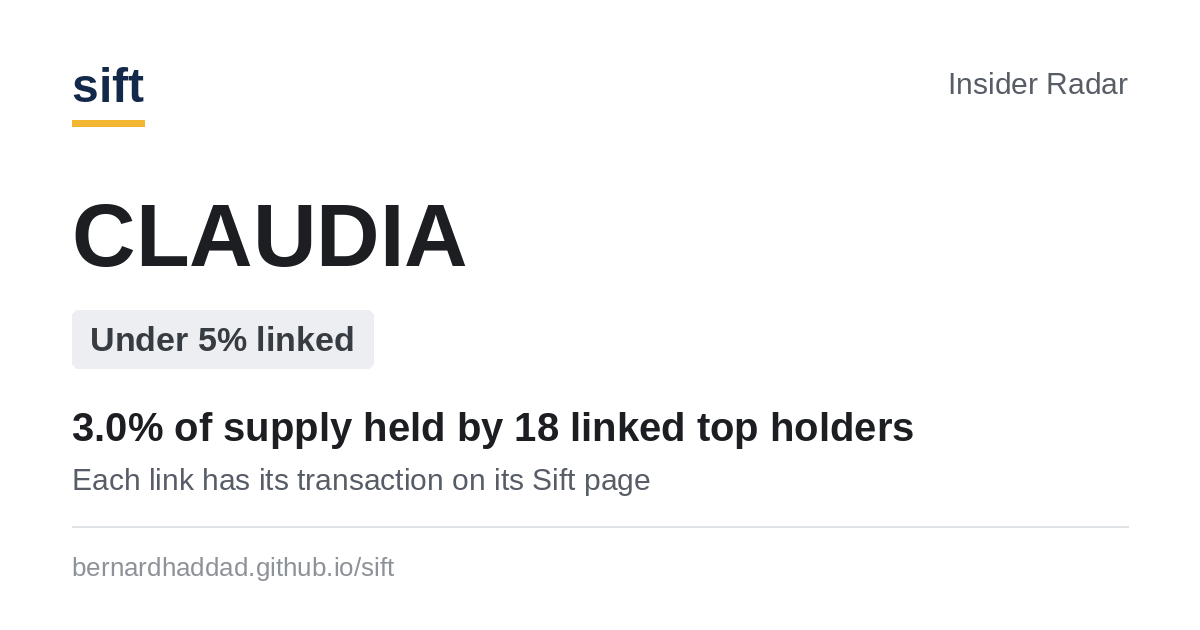 sift
Insider Radar
CLAUDIA
Under 5% linked
3.0% of supply held by 18 linked top holders
Each link has its transaction on its Sift page
bernardhaddad.github.io/sift